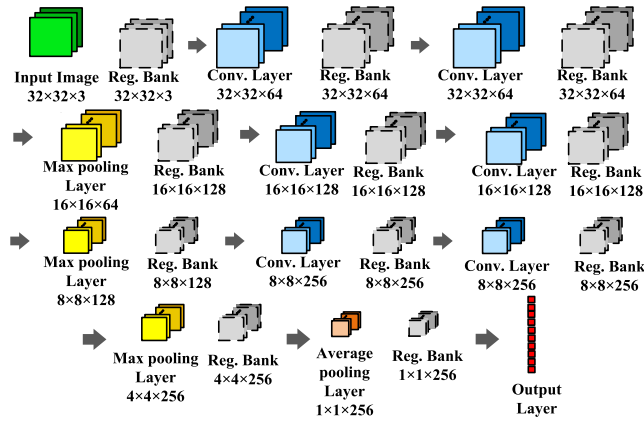 Input Image
32×32×3
Reg. Bank
32×32×3
Conv. Layer
32×32×64
Reg. Bank
32×32×64
Conv. Layer
32×32×64
Reg. Bank
32×32×64
Max pooling
Layer
16×16×64
Reg. Bank
16×16×128
Conv. Layer
16×16×128
Reg. Bank
16×16×128
Conv. Layer
16×16×128
Reg. Bank
16×16×128
Max pooling
Layer
8×8×128
Reg. Bank
8×8×128
Conv. Layer
8×8×256
Reg. Bank
8×8×256
Conv. Layer
8×8×256
Reg. Bank
8×8×256
Max pooling
Layer
4×4×256
Reg. Bank
4×4×256
Average
pooling
Layer
1×1×256
Reg. Bank
1×1×256
Output
Layer